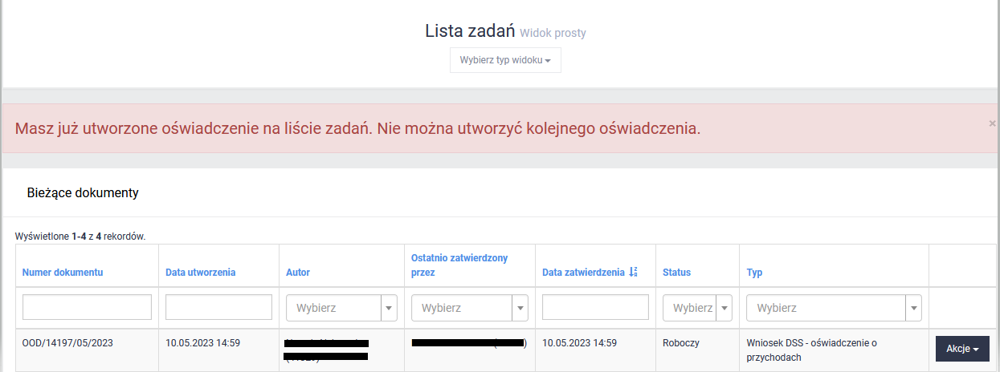 Lista zadań Widok prosty
Wybierz typ widoku
Masz już utworzone oświadczenie na liście zadań. Nie można utworzyć kolejnego oświadczenia.
×
Bieżące dokumenty
Wyświetlone 1-4 z 4 rekordów.
Numer dokumentu Data utworzenia Autor Ostatnio zatwierdzony przez Data zatwierdzenia Status Typ
Wybierz Wybierz Wybierz Wybierz
OOD/14197/05/2023 10.05.2023 14:59 10.05.2023 14:59 Roboczy Wniosek DSS - oświadczenie o
przychodach
Akcje